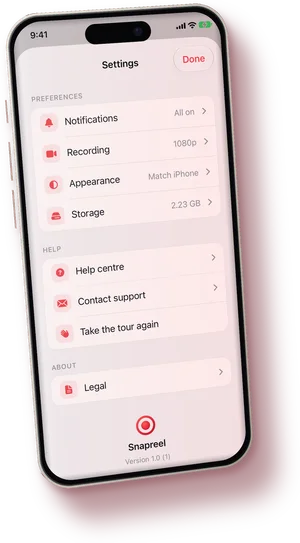 9:41
Settings
Done
PREFERENCES
Notifications All on
Recording 1080p
Appearance Match iPhone
Storage 2.23 GB
HELP
Help centre
Contact support
Take the tour again
ABOUT
Legal
Snapreel
Version 1.0 (1)